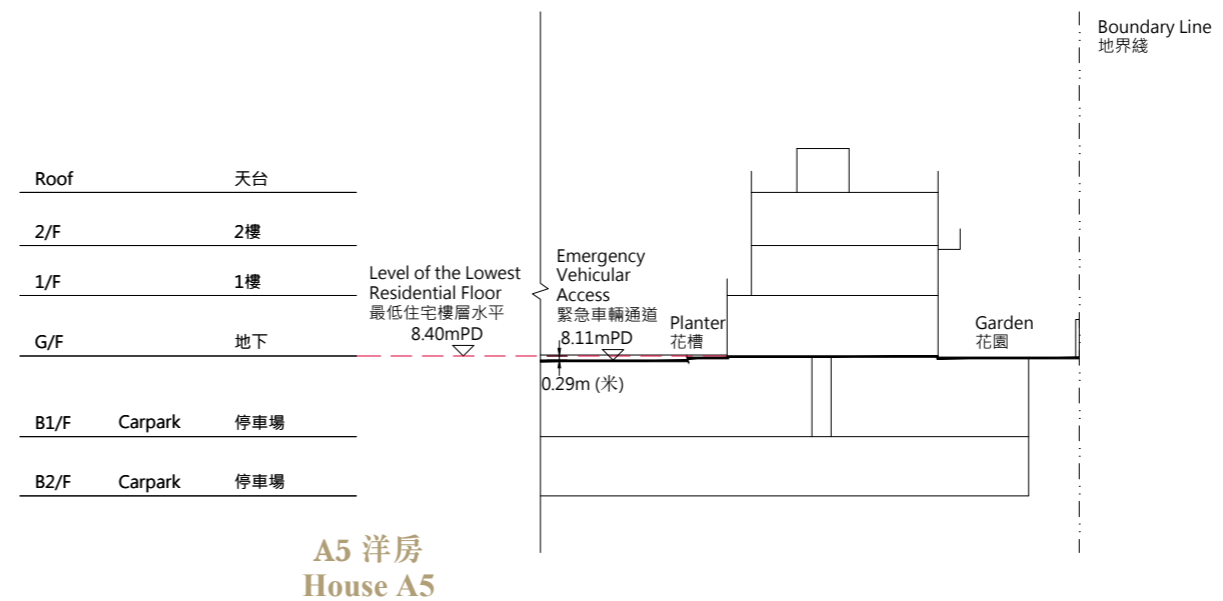 Boundary Line
地界綫
Roof 天台
2/F 2樓
1/F 1樓
Level of the Lowest
Residential Floor
最低住宅樓層水平
8.40mPD
Emergency
Vehicular
Access
緊急車輛通道
8.11mPD
Planter
花槽
Garden
花園
G/F 地下
0.29m (米)
B1/F Carpark 停車場
B2/F Carpark 停車場
A5 洋房
House A5